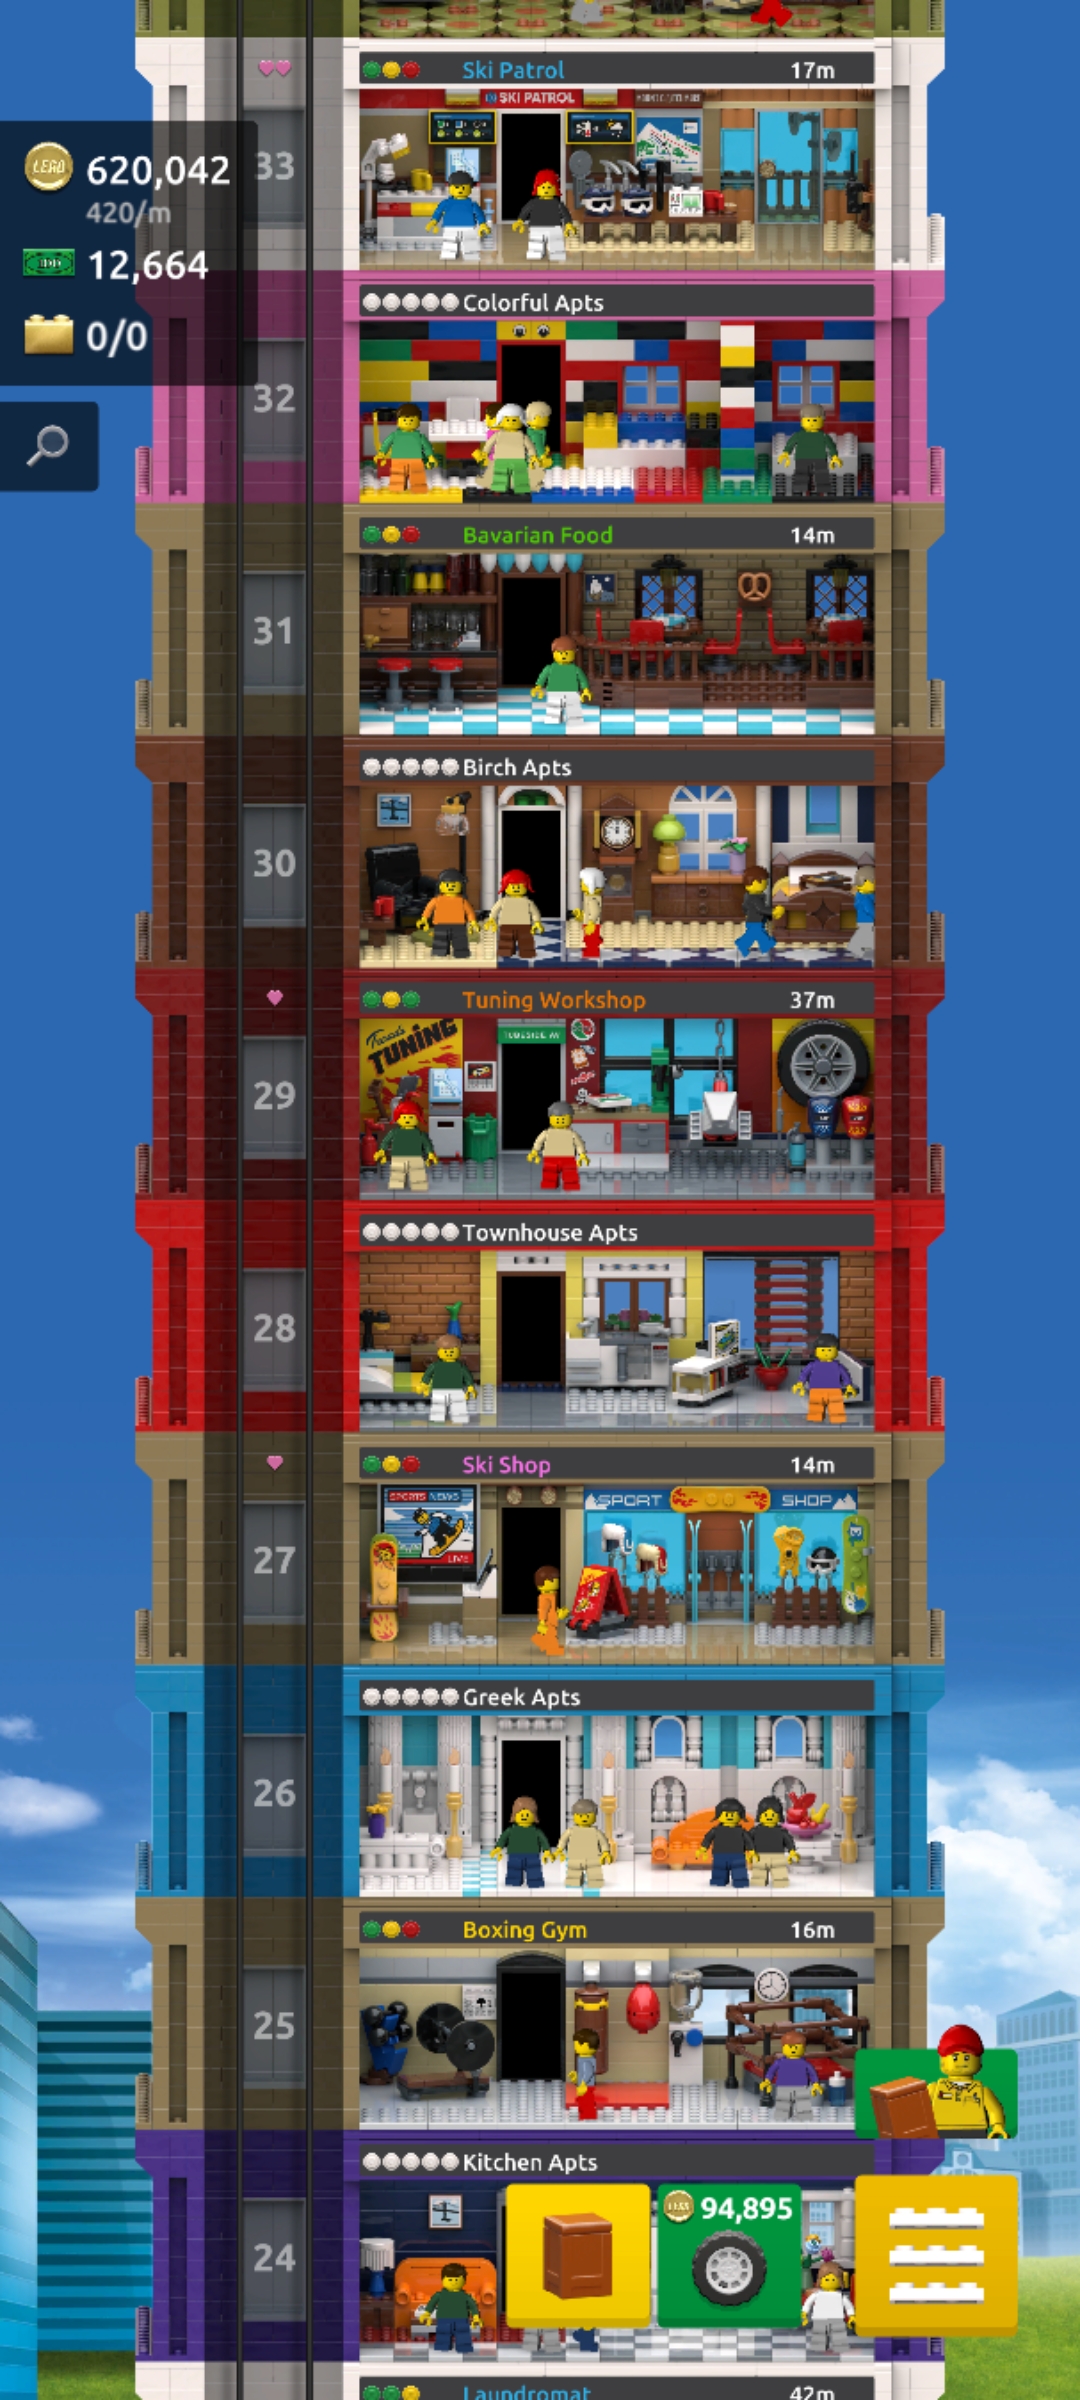 Ski Patrol 17m
SKI PATROL
33
LEGO 620,042
420/m
12,664
0/0
Colorful Apts
32
Bavarian Food 14m
31
Birch Apts
30
Tuning Workshop 37m
TUNING
29
Townhouse Apts
28
Ski Shop 14m
SPORTS NEWS
LIVE
SPORT SHOP
27
Greek Apts
26
Boxing Gym 16m
25
Kitchen Apts
94,895
24
Laundromat 42m